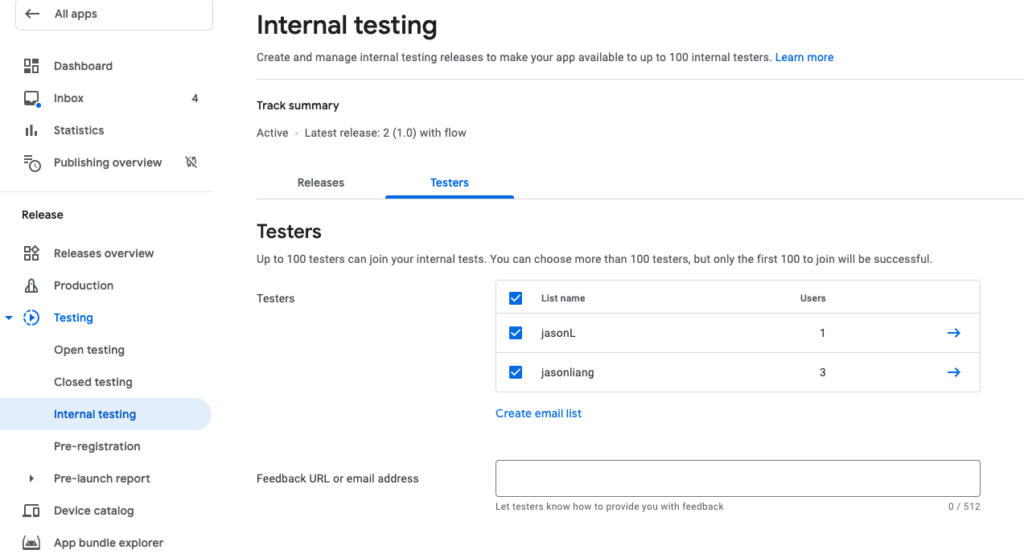 All apps
Dashboard
Inbox 4
Statistics
Publishing overview
Release
Releases overview
Production
Testing
Open testing
Closed testing
Internal testing
Pre-registration
Pre-launch report
Device catalog
App bundle explorer
Internal testing
Create and manage internal testing releases to make your app available to up to 100 internal testers. Learn more
Track summary
Active • Latest release: 2 (1.0) with flow
Releases Testers
Testers
Up to 100 testers can join your internal tests. You can choose more than 100 testers, but only the first 100 to join will be successful.
Testers
List name Users
jasonL 1
jasonliang 3
Create email list
Feedback URL or email address
Let testers know how to provide you with feedback 0 / 512